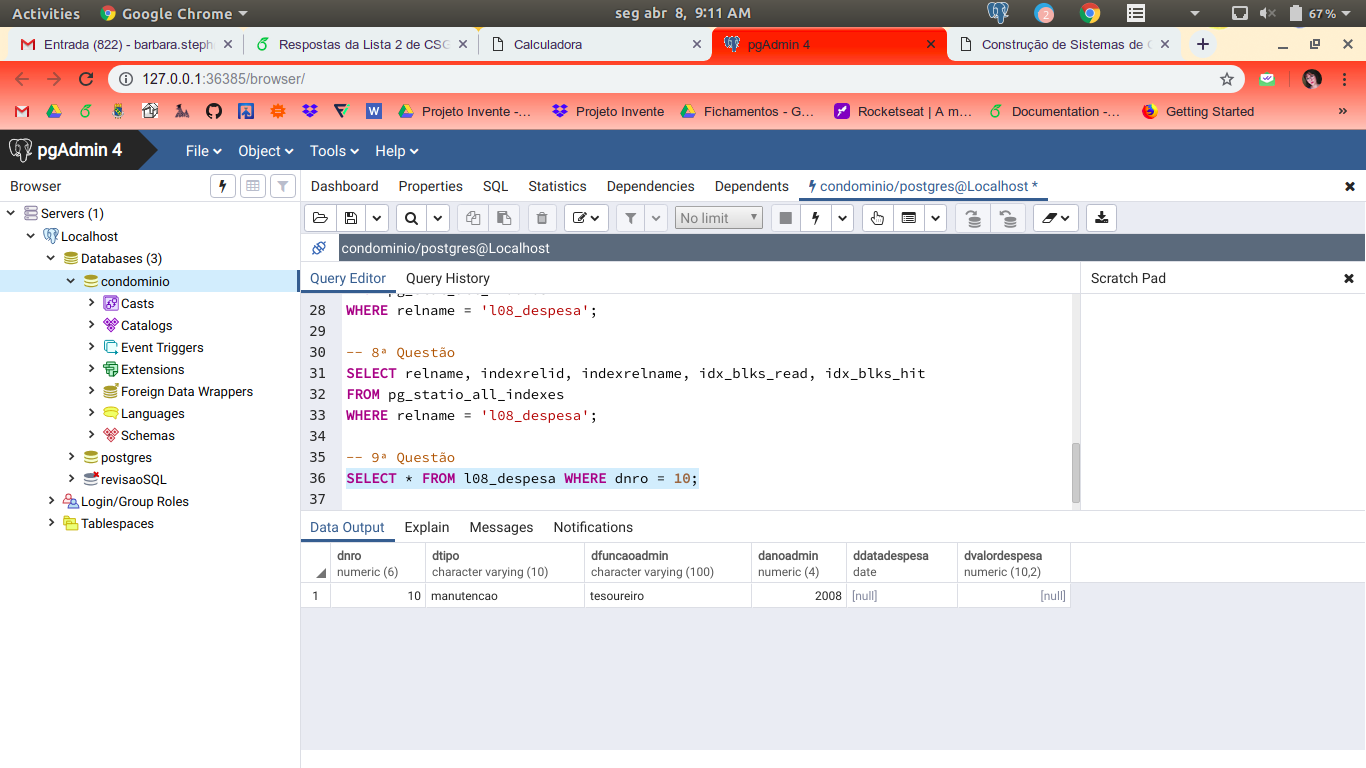 Activities Google Chrome seg abr 8, 9:11 AM 2 67%
Entrada (822) - barbara.steph Respostas da Lista 2 de CSG Calculadora pgAdmin 4 Construção de Sistemas de
127.0.0.1:36385/browser/
Projeto Invente -... Projeto Invente Fichamentos - G... Rocketseat | A m... Documentation -... Getting Started »
pgAdmin 4 File Object Tools Help
Browser Dashboard Properties SQL Statistics Dependencies Dependents condominio/postgres@Localhost *
Servers (1)
Localhost
Databases (3)
condominio
Casts
Catalogs
Event Triggers
Extensions
Foreign Data Wrappers
Languages
Schemas
postgres
revisaoSQL
Login/Group Roles
Tablespaces
No limit
condominio/postgres@Localhost
Query Editor Query History Scratch Pad
28 WHERE relname = 'l08_despesa';
29
30 -- 8ª Questão
31 SELECT relname, indexrelid, indexrelname, idx_blks_read, idx_blks_hit
32 FROM pg_statio_all_indexes
33 WHERE relname = 'l08_despesa';
34
35 -- 9ª Questão
36 SELECT * FROM l08_despesa WHERE dnro = 10;
37
Data Output Explain Messages Notifications
dnro dtipo dfuncaoadmin danoadmin ddatadespesa dvalordespesa
numeric (6) character varying (10) character varying (100) numeric (4) date numeric (10,2)
1 10 manutencao tesoureiro 2008 [null] [null]